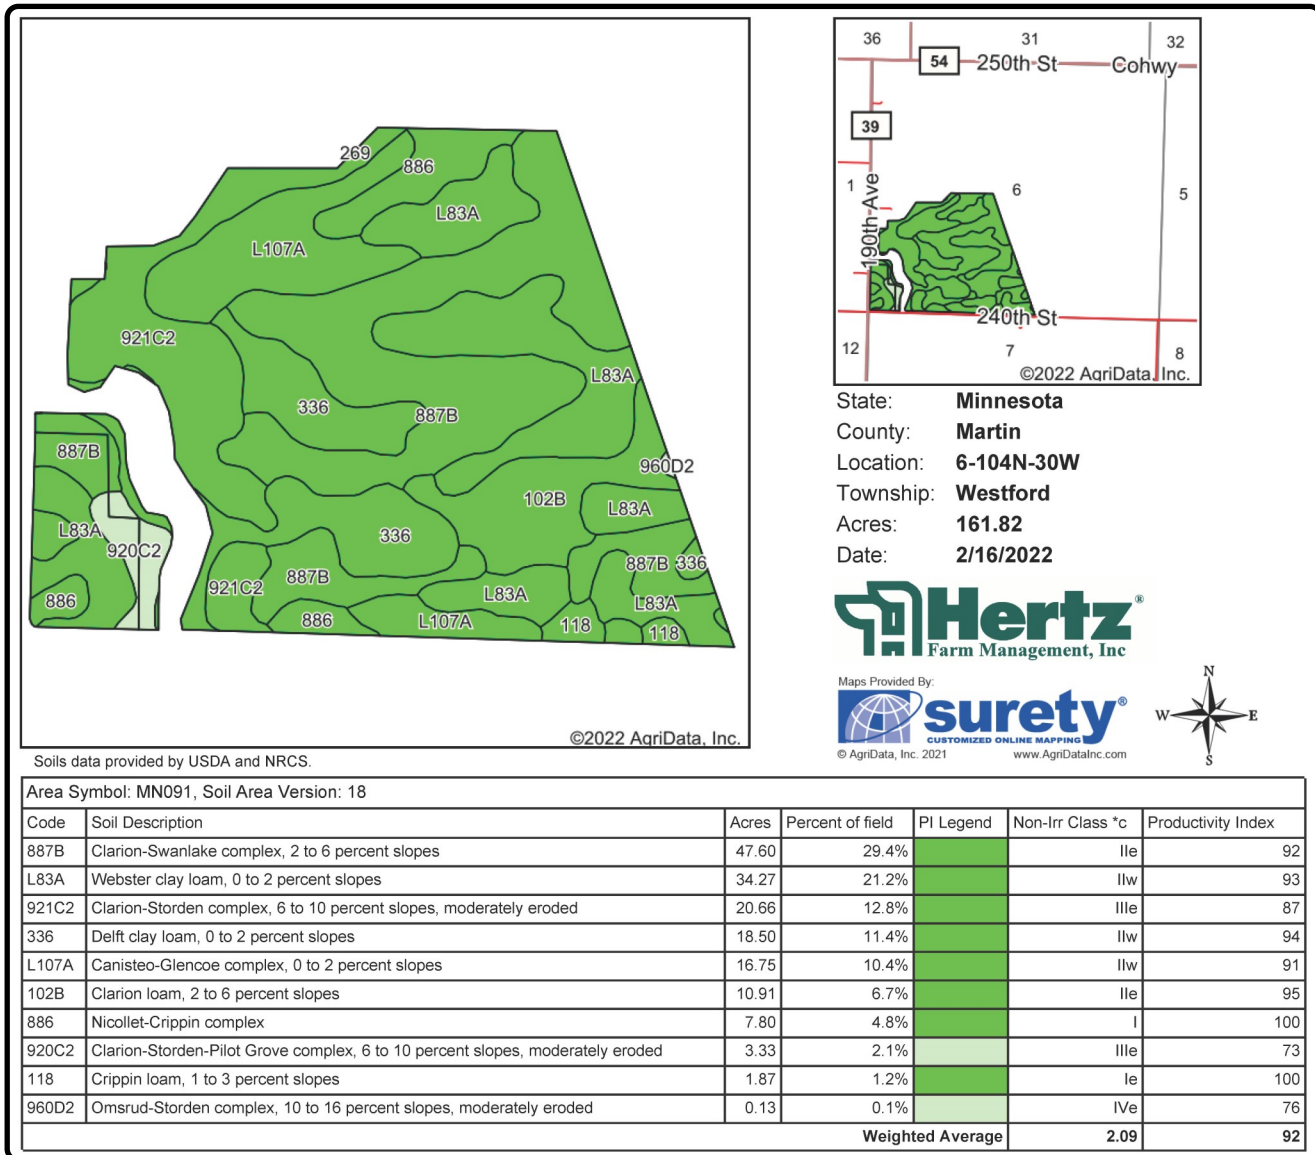 269
886
L83A
L107A
921C2
L83A
336
887B
887B
960D2
102B
L83A
L83A
920C2
336
887B
336
921C2
887B
L83A
L83A
886
886
L107A
118
118
©2022 AgriData, Inc.
36
31
32
54
250th St
Cohwy
39
1
190th Ave
6
5
240th St
12
7
8
©2022 AgriData, Inc.
State: Minnesota
County: Martin
Location: 6-104N-30W
Township: Westford
Acres: 161.82
Date: 2/16/2022
Hertz®
Farm Management, Inc
Maps Provided By:
surety®
CUSTOMIZED ONLINE MAPPING
© AgriData, Inc. 2021 www.AgriDataInc.com
N
W E
S
Soils data provided by USDA and NRCS.
Area Symbol: MN091, Soil Area Version: 18
Code Soil Description Acres Percent of field PI Legend Non-Irr Class *c Productivity Index
887B Clarion-Swanlake complex, 2 to 6 percent slopes 47.60 29.4% IIe 92
L83A Webster clay loam, 0 to 2 percent slopes 34.27 21.2% IIw 93
921C2 Clarion-Storden complex, 6 to 10 percent slopes, moderately eroded 20.66 12.8% IIIe 87
336 Delft clay loam, 0 to 2 percent slopes 18.50 11.4% IIw 94
L107A Canisteo-Glencoe complex, 0 to 2 percent slopes 16.75 10.4% IIw 91
102B Clarion loam, 2 to 6 percent slopes 10.91 6.7% IIe 95
886 Nicollet-Crippin complex 7.80 4.8% I 100
920C2 Clarion-Storden-Pilot Grove complex, 6 to 10 percent slopes, moderately eroded 3.33 2.1% IIIe 73
118 Crippin loam, 1 to 3 percent slopes 1.87 1.2% Ie 100
960D2 Omsrud-Storden complex, 10 to 16 percent slopes, moderately eroded 0.13 0.1% IVe 76
Weighted Average 2.09 92